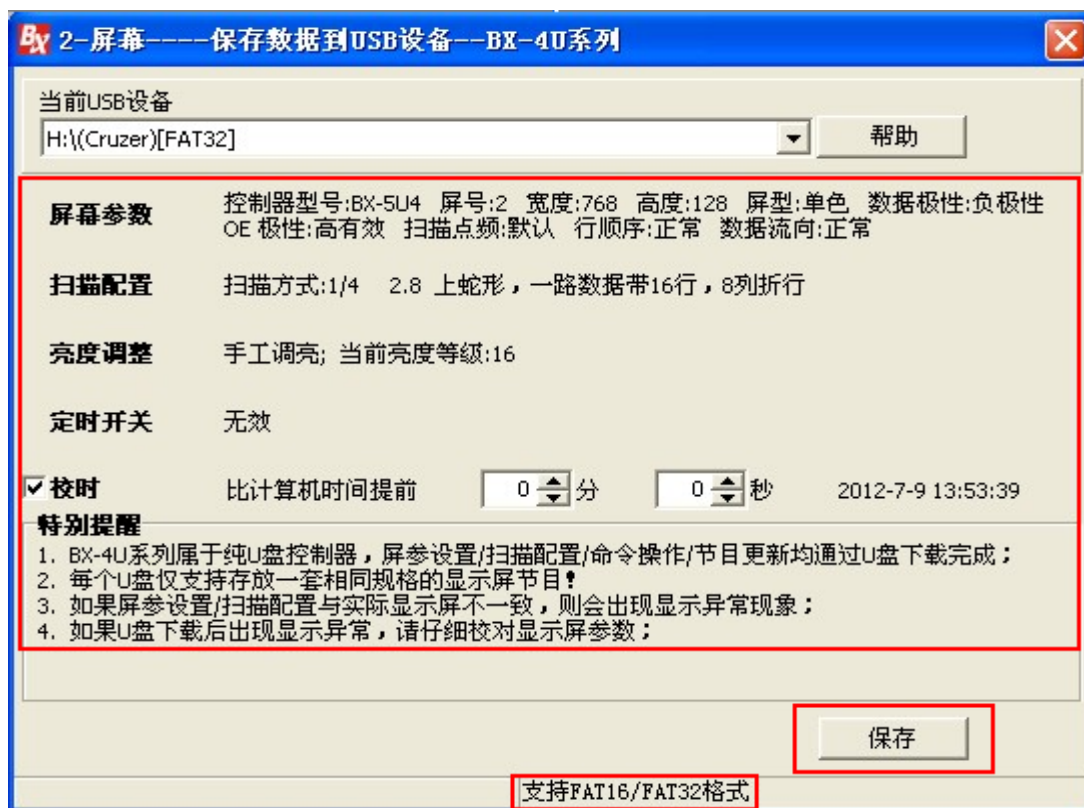 BX 2-屏幕----保存数据到USB设备--BX-4U系列
当前USB设备
H:\(Cruzer)[FAT32]
帮助
屏幕参数 控制器型号:BX-5U4 屏号:2 宽度:768 高度:128 屏型:单色 数据极性:负极性
OE 极性:高有效 扫描点频:默认 行顺序:正常 数据流向:正常
扫描配置 扫描方式:1/4 2.8 上蛇形，一路数据带16行，8列折行
亮度调整 手工调亮; 当前亮度等级:16
定时开关 无效
校时 比计算机时间提前 0 分 0 秒 2012-7-9 13:53:39
特别提醒
1. BX-4U系列属于纯U盘控制器，屏参设置/扫描配置/命令操作/节目更新均通过U盘下载完成；
2. 每个U盘仅支持存放一套相同规格的显示屏节目！
3. 如果屏参设置/扫描配置与实际显示屏不一致，则会出现显示异常现象；
4. 如果U盘下载后出现显示异常，请仔细校对显示屏参数；
保存
支持FAT16/FAT32格式